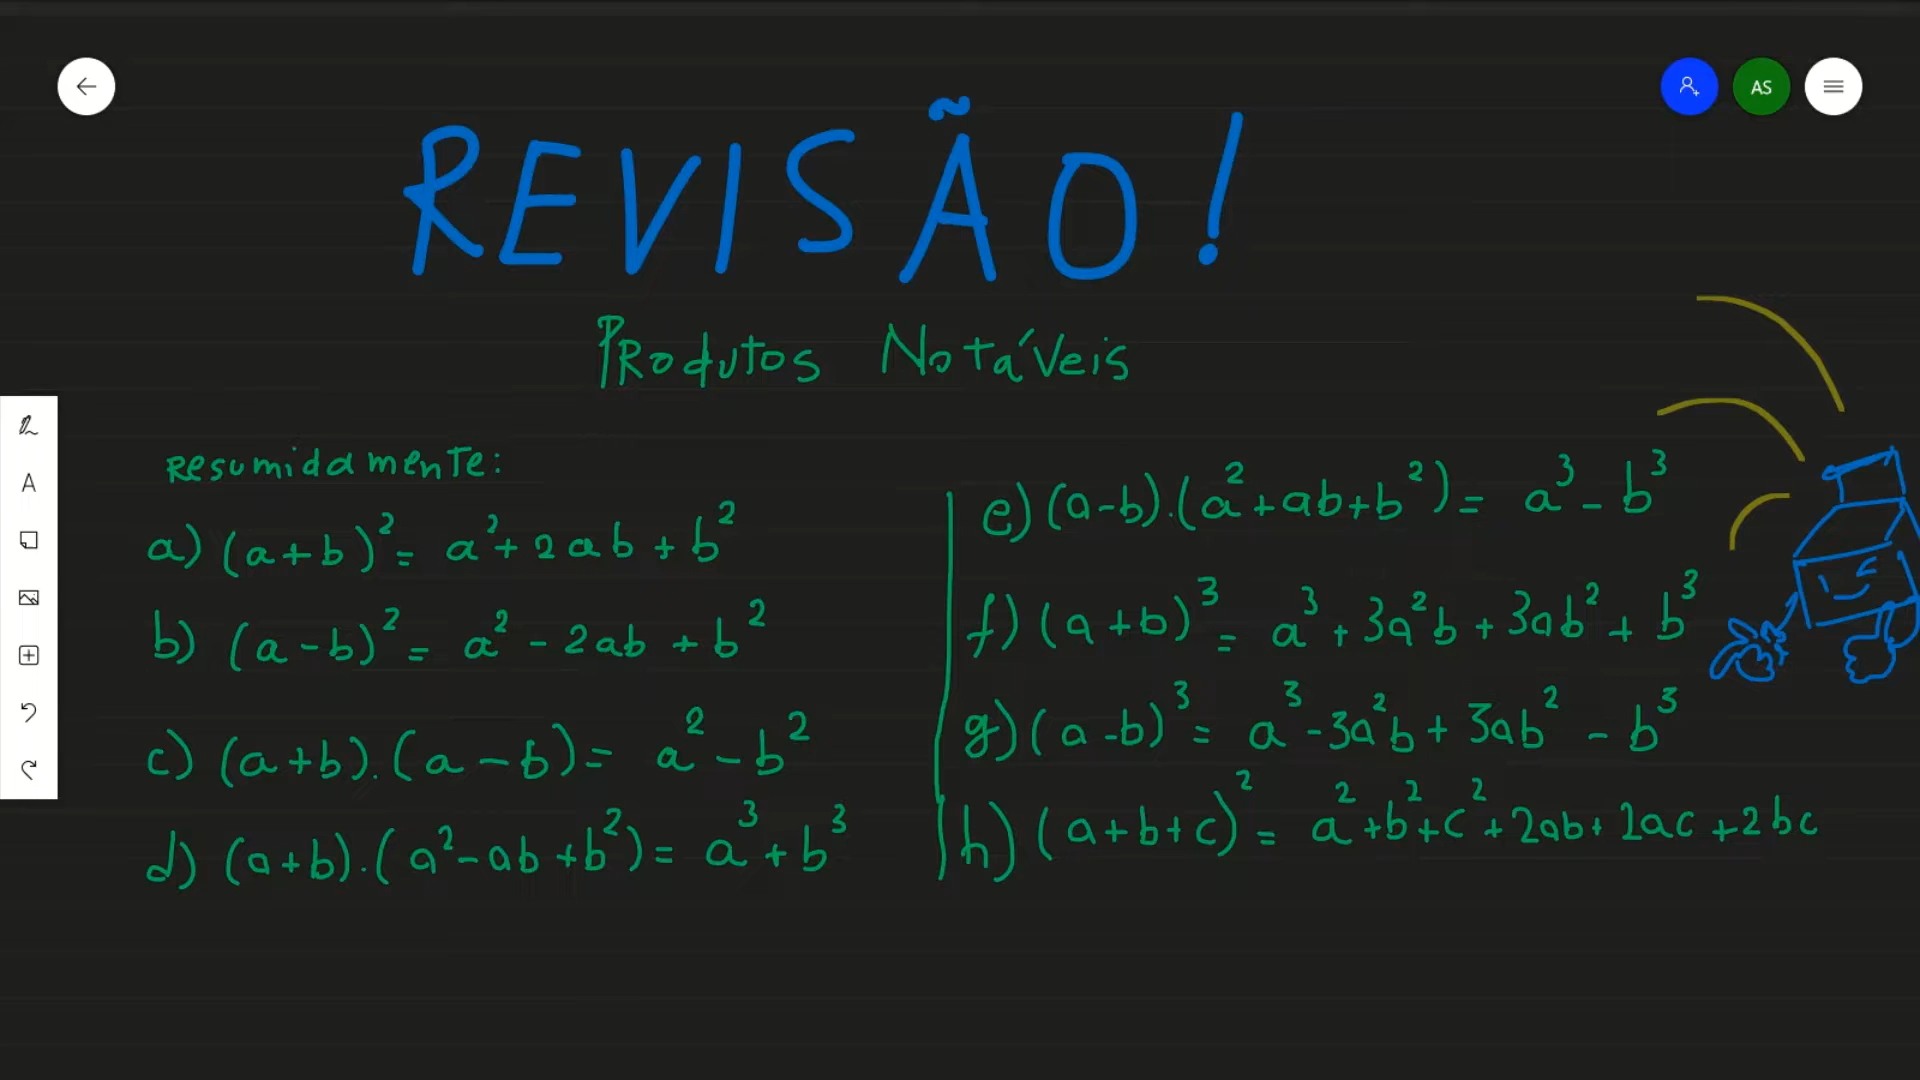 AS
REVISÃO!
Produtos Notáveis
resumidamente:
a) (a+b)² = a² + 2ab + b²
b) (a-b)² = a² - 2ab + b²
c) (a+b).(a-b) = a² - b²
d) (a+b).(a²-ab+b²) = a³ + b³
e) (a-b).(a²+ab+b²) = a³ - b³
f) (a+b)³ = a³ + 3a²b + 3ab² + b³
g) (a-b)³ = a³ - 3a²b + 3ab² - b³
h) (a+b+c)² = a²+b²+c²+2ab+2ac+2bc